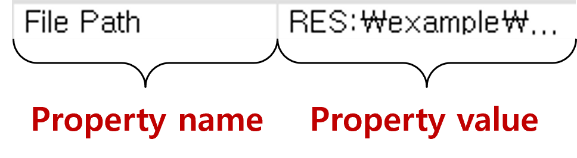 File Path RES:₩example₩...
Property name Property value